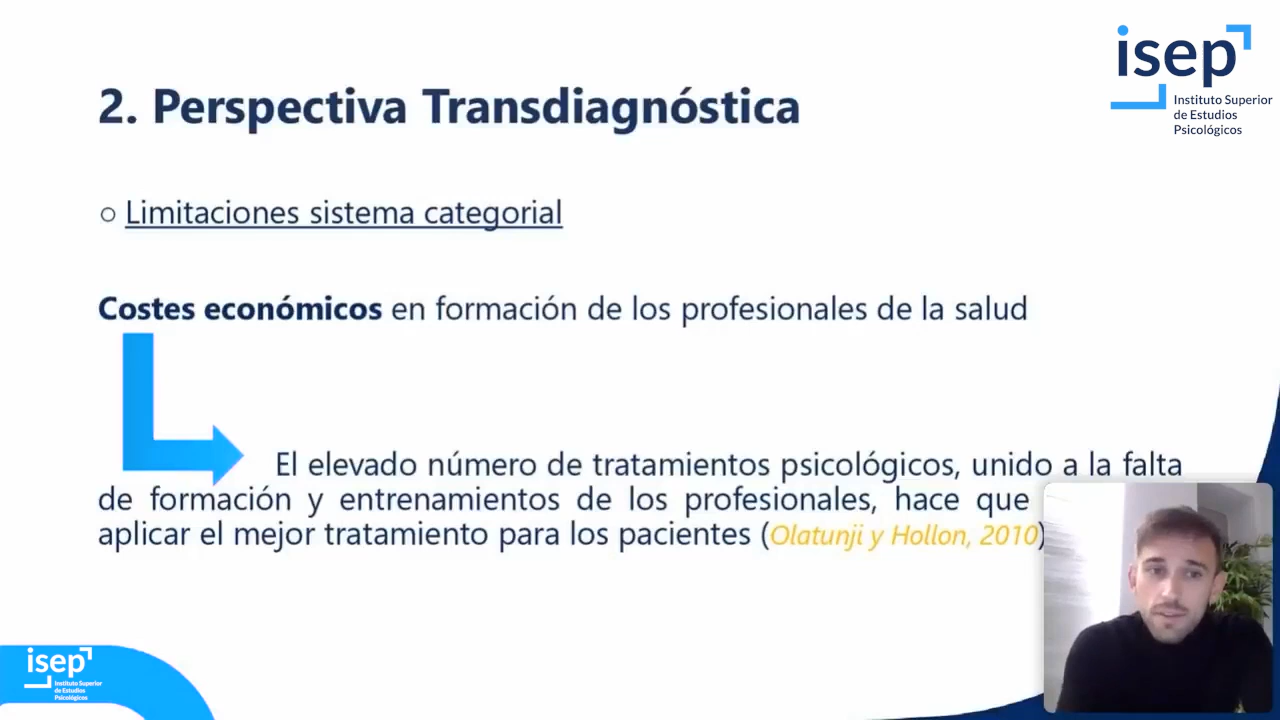 isep
Instituto Superior
de Estudios
Psicológicos
2. Perspectiva Transdiagnóstica
○ Limitaciones sistema categorial
Costes económicos en formación de los profesionales de la salud
El elevado número de tratamientos psicológicos, unido a la falta
de formación y entrenamientos de los profesionales, hace que
aplicar el mejor tratamiento para los pacientes (Olatunji y Hollon, 2010)
isep
Instituto Superior
de Estudios
Psicológicos